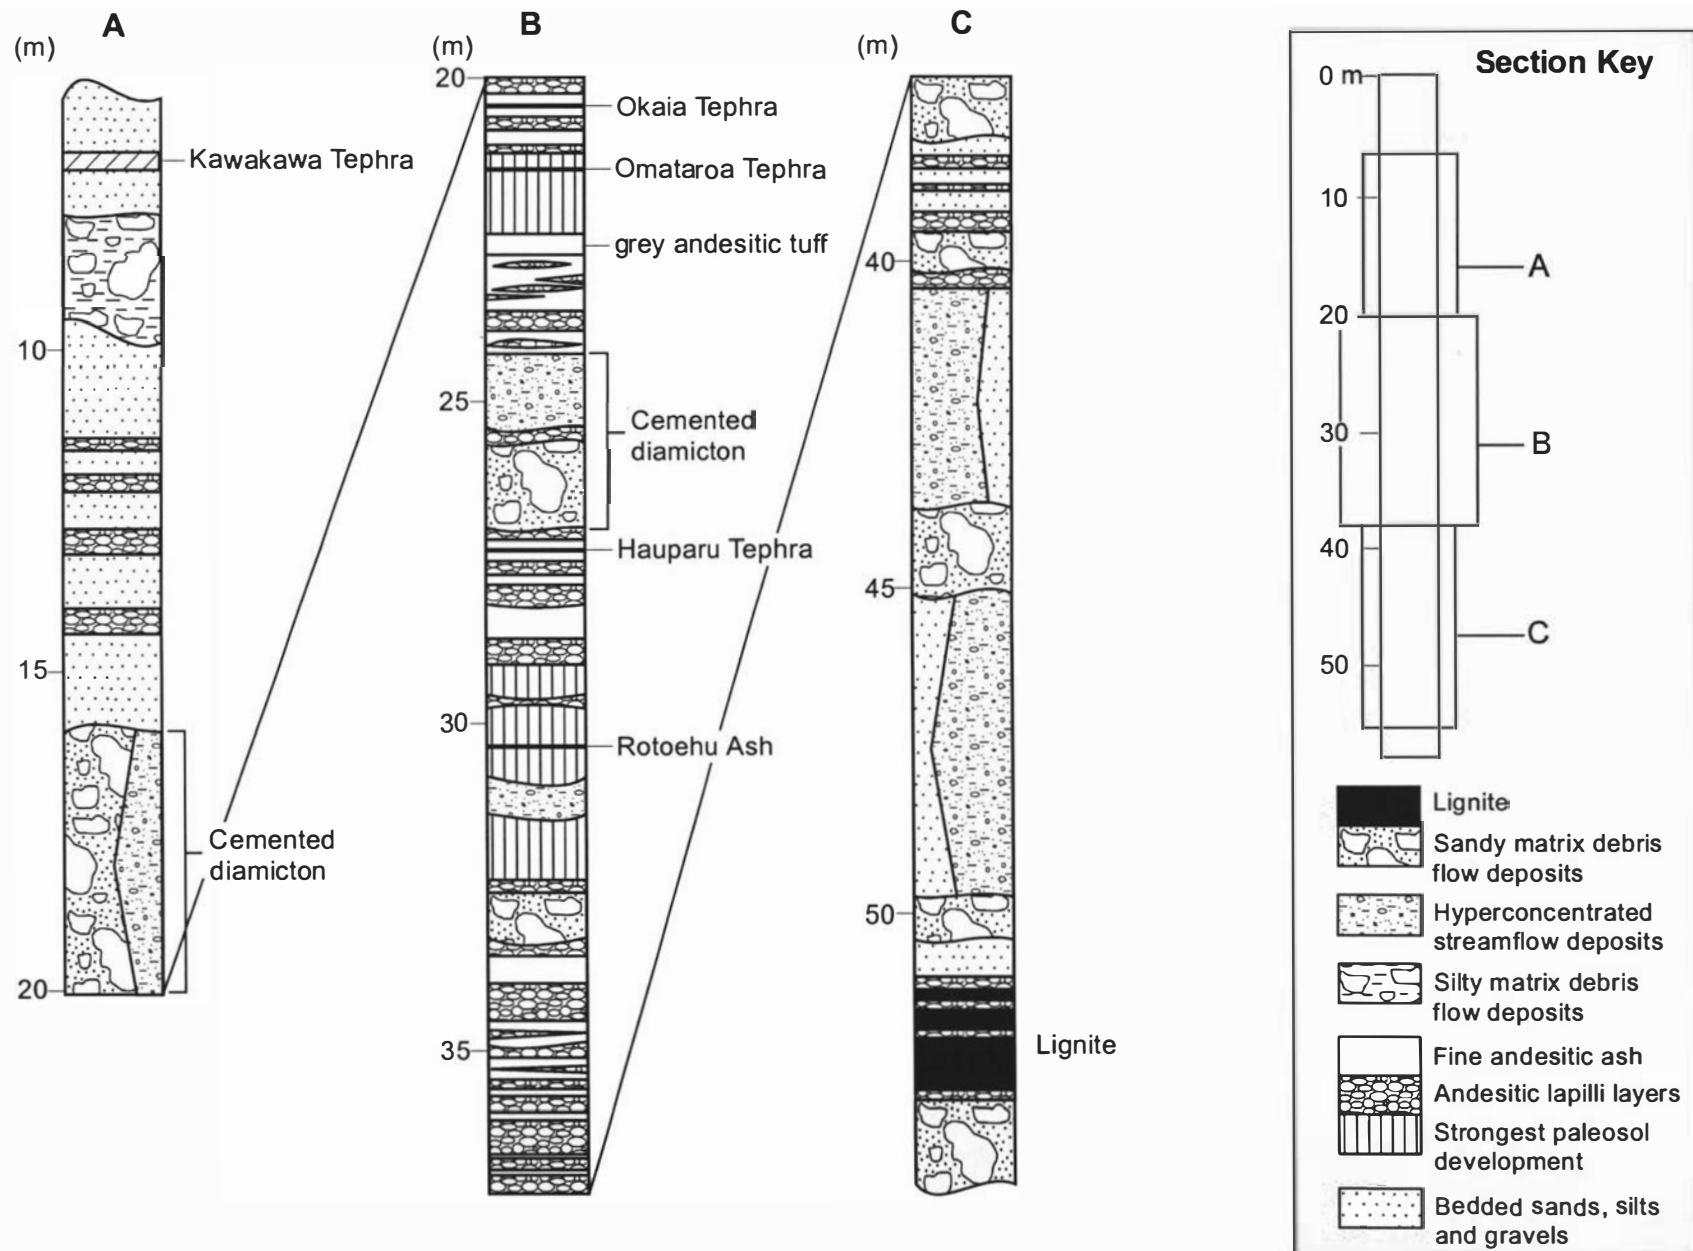 A
(m)
Kawakawa Tephra
10
15
Cemented
diamicton
20
B
(m)
20
Okaia Tephra
Omataroa Tephra
grey andesitic tuff
25
Cemented
diamicton
Hauparu Tephra
30
Rotoehu Ash
35
C
(m)
40
45
50
Lignite
Section Key
0 m
10
A
20
30
B
40
C
50
Lignite
Sandy matrix debris
flow deposits
Hyperconcentrated
streamflow deposits
Silty matrix debris
flow deposits
Fine andesitic ash
Andesitic lapilli layers
Strongest paleosol
development
Bedded sands, silts
and gravels